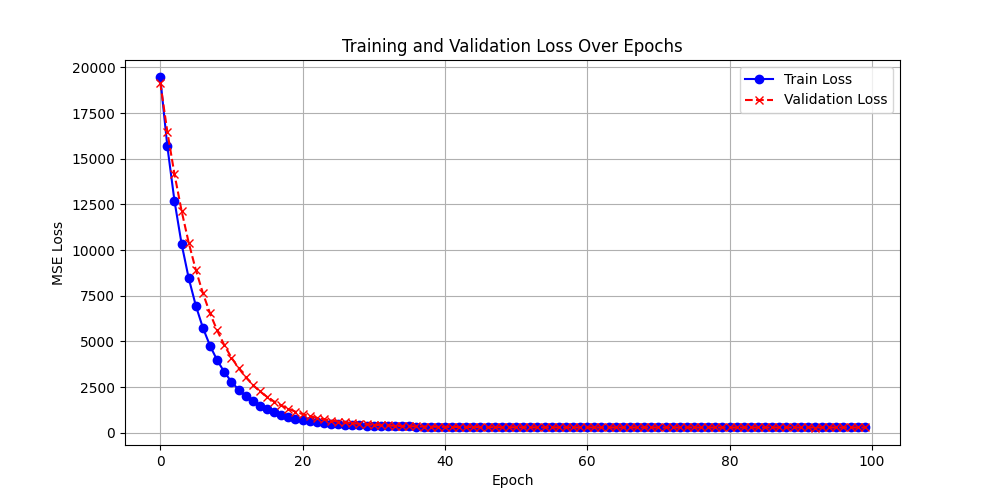 Training and Validation Loss Over Epochs
Train Loss
Validation Loss
20000
17500
15000
12500
10000
7500
5000
2500
0
MSE Loss
0 20 40 60 80 100
Epoch